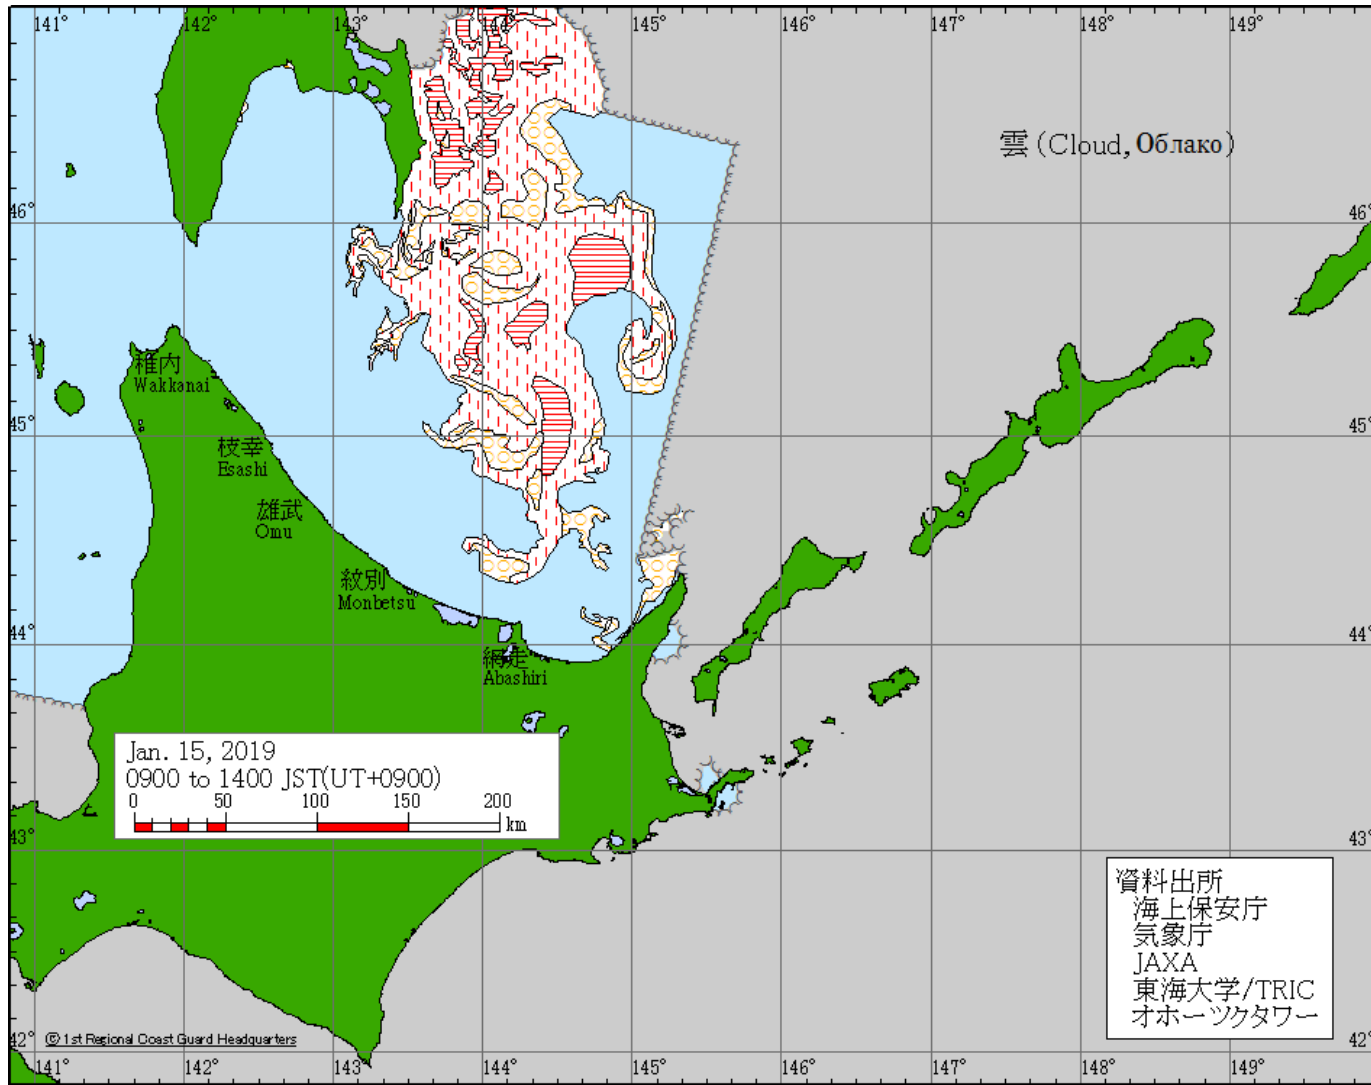 141° 142° 143° 144° 145° 146° 147° 148° 149°
雲 (Cloud, Облако)
46° 46°
稚内
Wakkanai
45° 45°
枝幸
Esashi
雄武
Omu
紋別
Monbetsu
44° 44°
網走
Abashiri
Jan. 15, 2019
0900 to 1400 JST(UT+0900)
0 50 100 150 200
km
43° 43°
資料出所
海上保安庁
気象庁
JAXA
東海大学/TRIC
オホーツクタワー
42° 42°
© 1st Regional Coast Guard Headquarters
141° 142° 143° 144° 145° 146° 147° 148° 149°